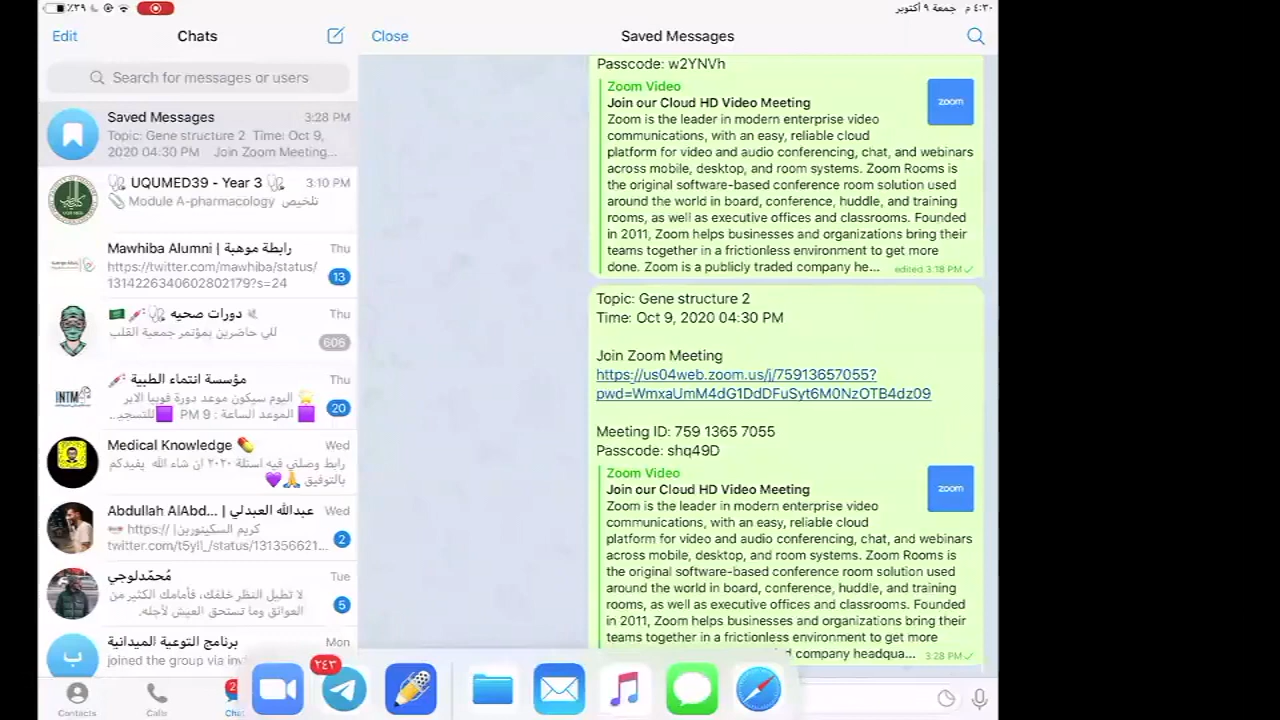 ٤:٣٠ م جمعة ٩ أكتوبر
٪٣٩
Edit
Chats
Search for messages or users
Saved Messages
3:28 PM
Topic: Gene structure 2 Time: Oct 9,
2020 04:30 PM Join Zoom Meeting...
UQUMED39 - Year 3
3:10 PM
Module A-pharmacology تلخيص
Mawhiba Alumni | رابطة موهبة
Thu
https://twitter.com/mawhiba/status/
1314226340602802179?s=24
13
دورات صحيه
Thu
للي حاضرين بمؤتمر جمعية القلب
606
INTM
مؤسسة انتماء الطبية
Thu
اليوم سيكون موعد دورة فوبيا الابر
الموعد الساعة : 9 PM للتسجيـ...
20
Medical Knowledge
Wed
رابط وصلني فيه اسئلة ٢٠٢٠ ان شاء الله يفيدكم
بالتوفيق
Abdullah AlAbd... | عبدالله العبدلي
Wed
كريم السكينورين| https://
twitter.com/t5yll_/status/131356621...
2
مُحمّدلوجي
Tue
لا تطيل النظر خلفك، فأمامك الكثير من
العوائق وما تستحق العيش لأجله.
5
ب
برنامج التوعية الميدانية
Mon
joined the group via invi
Contacts
Calls
2
Cha
Close
Saved Messages
Passcode: w2YNVh
Zoom Video
Join our Cloud HD Video Meeting
zoom
Zoom is the leader in modern enterprise video
communications, with an easy, reliable cloud
platform for video and audio conferencing, chat, and webinars
across mobile, desktop, and room systems. Zoom Rooms is
the original software-based conference room solution used
around the world in board, conference, huddle, and training
rooms, as well as executive offices and classrooms. Founded
in 2011, Zoom helps businesses and organizations bring their
teams together in a frictionless environment to get more
done. Zoom is a publicly traded company he...
edited 3:18 PM
Topic: Gene structure 2
Time: Oct 9, 2020 04:30 PM
Join Zoom Meeting
https://us04web.zoom.us/j/75913657055?
pwd=WmxaUmM4dG1DdDFuSyt6M0NzOTB4dz09
Meeting ID: 759 1365 7055
Passcode: shq49D
Zoom Video
Join our Cloud HD Video Meeting
zoom
Zoom is the leader in modern enterprise video
communications, with an easy, reliable cloud
platform for video and audio conferencing, chat, and webinars
across mobile, desktop, and room systems. Zoom Rooms is
the original software-based conference room solution used
around the world in board, conference, huddle, and training
rooms, as well as executive offices and classrooms. Founded
in 2011, Zoom helps businesses and organizations bring their
teams together in a frictionless environment to get more
d company headqua...
3:28 PM
٢٤٣